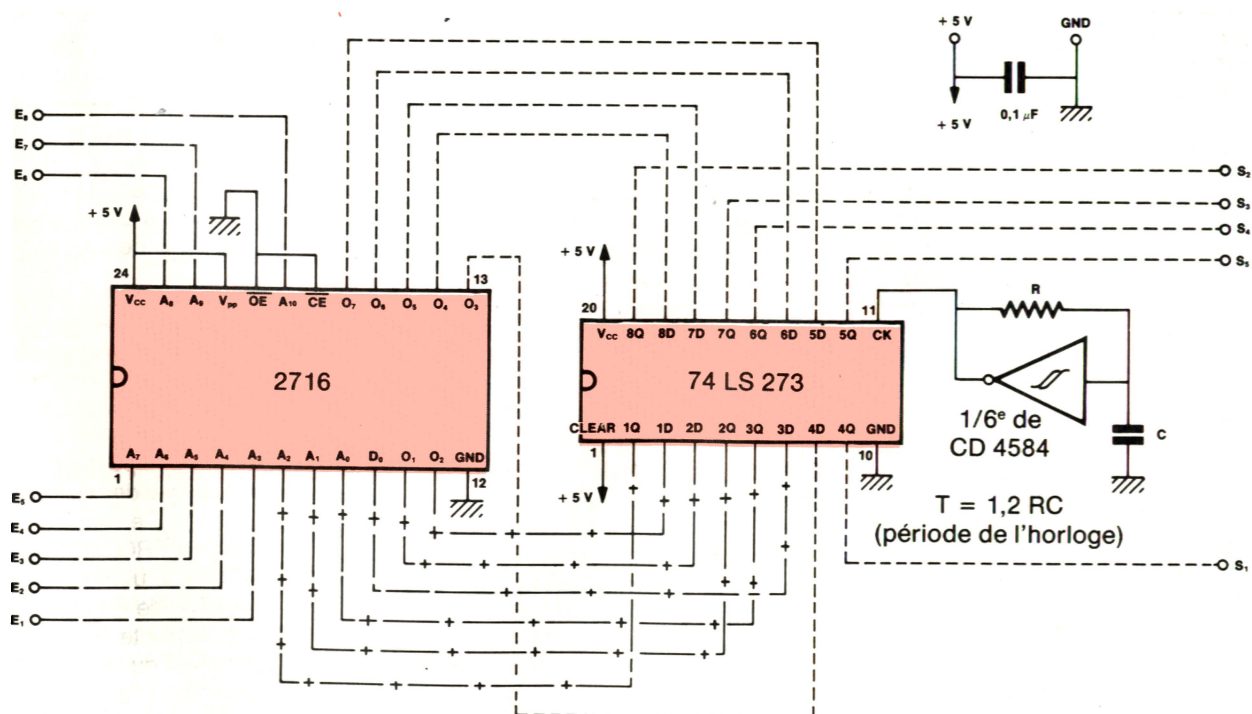 + 5 V
GND
0,1 µF
+ 5 V
E₈
E₇
E₆
S₂
S₃
S₄
S₅
+ 5 V
+ 5 V
24
13
V_CC A₈ A₉ V_pp OE A₁₀ CE O₇ O₆ O₅ O₄ O₃
2716
A₇ A₆ A₅ A₄ A₃ A₂ A₁ A₀ D₀ O₁ O₂ GND
1
12
20
11
V_CC 8Q 8D 7D 7Q 6Q 6D 5D 5Q CK
74 LS 273
CLEAR 1Q 1D 2D 2Q 3Q 3D 4D 4Q GND
1
10
+ 5 V
R
C
1/6e de
CD 4584
T = 1,2 RC
(période de l'horloge)
E₅
E₄
E₃
E₂
E₁
S₁